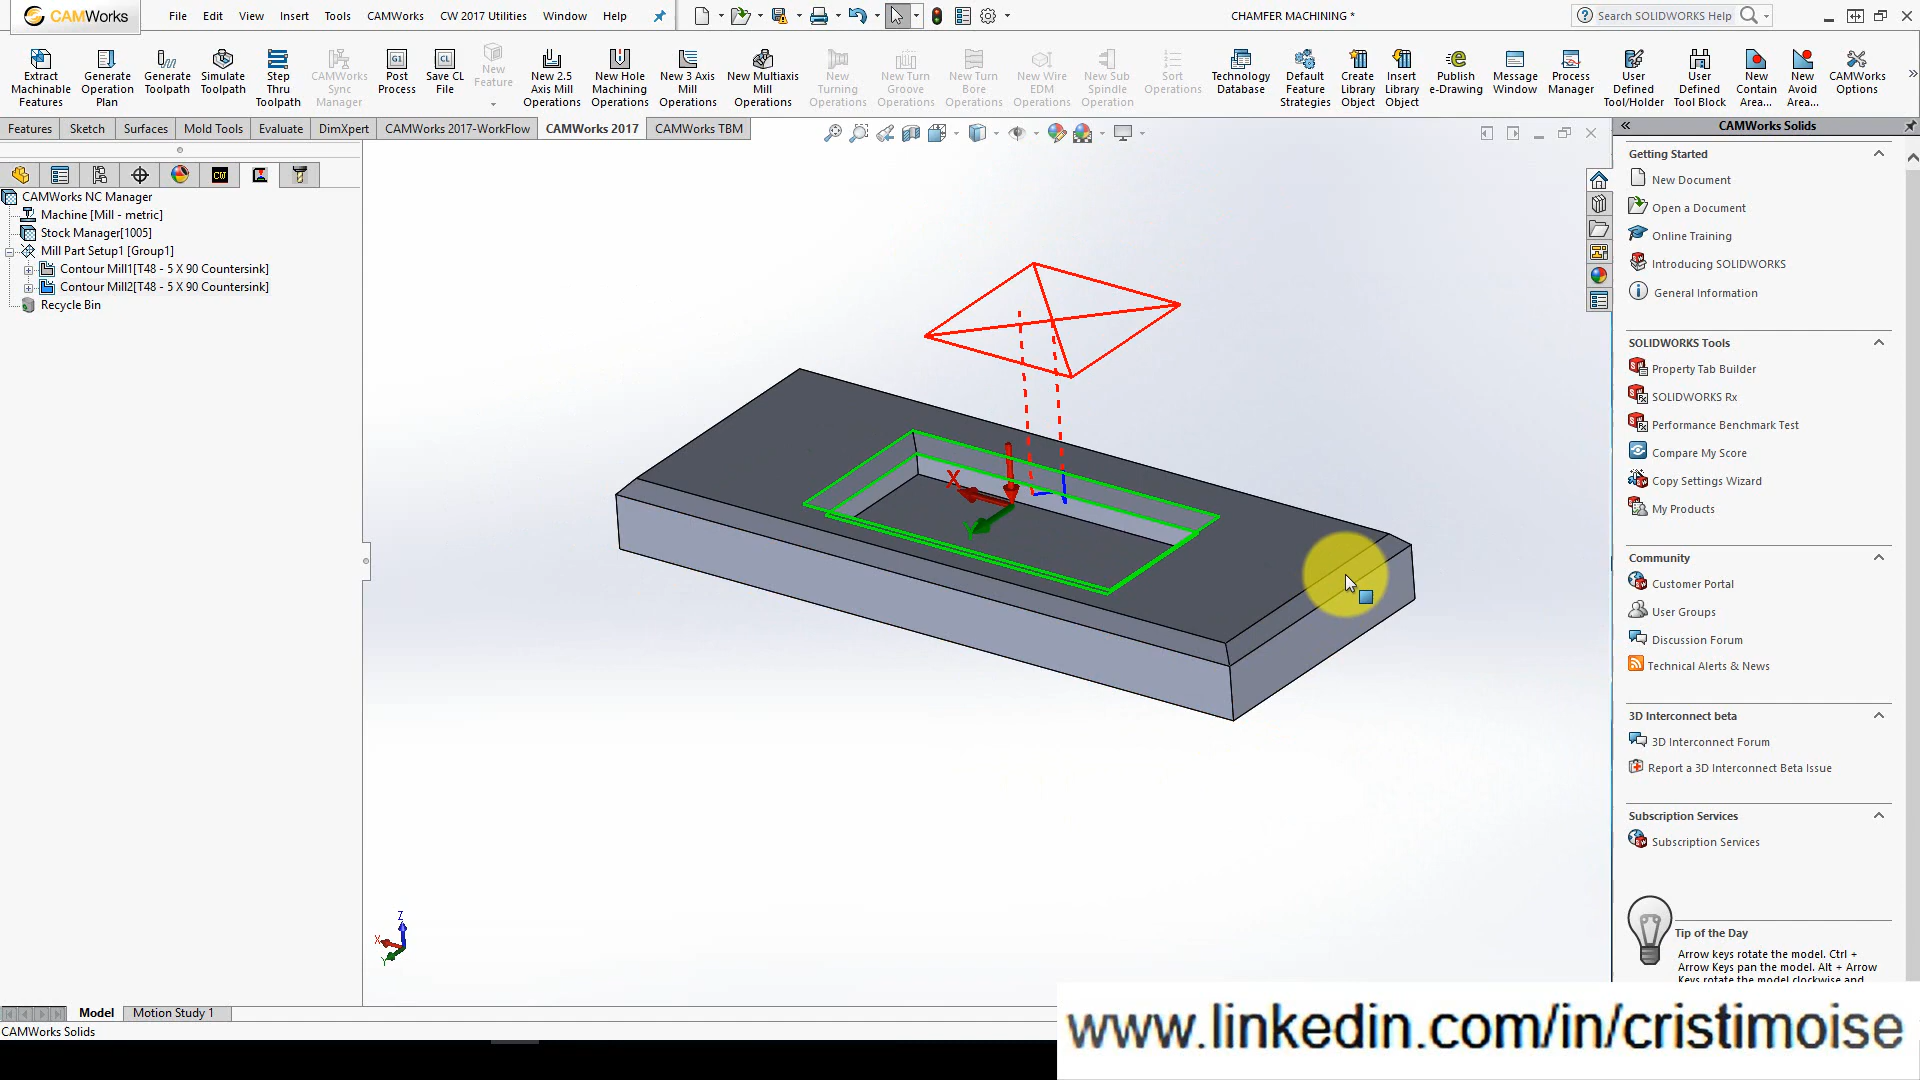 CAMWorks File Edit View Insert Tools CAMWorks CW 2017 Utilities Window Help CHAMFER MACHINING * Search SOLIDWORKS Help
Extract Machinable Features
Generate Operation Plan
Generate Toolpath
Simulate Toolpath
Step Thru Toolpath
CAMWorks Sync Manager
Post Process
Save CL File
New Feature
New 2.5 Axis Mill Operations
New Hole Machining Operations
New 3 Axis Mill Operations
New Multiaxis Mill Operations
New Turning Operations
New Turn Groove Operations
New Turn Bore Operations
New Wire EDM Operations
New Sub Spindle Operation
Sort Operations
Technology Database
Default Feature Strategies
Create Library Object
Insert Library Object
Publish e-Drawing
Message Window
Process Manager
User Defined Tool/Holder
User Defined Tool Block
New Contain Area...
New Avoid Area...
CAMWorks Options
Features Sketch Surfaces Mold Tools Evaluate DimXpert CAMWorks 2017-WorkFlow CAMWorks 2017 CAMWorks TBM
CAMWorks NC Manager
Machine [Mill - metric]
Stock Manager[1005]
Mill Part Setup1 [Group1]
Contour Mill1[T48 - 5 X 90 Countersink]
Contour Mill2[T48 - 5 X 90 Countersink]
Recycle Bin
X
Y
Z
X
Y
CAMWorks Solids
Getting Started
New Document
Open a Document
Online Training
Introducing SOLIDWORKS
General Information
SOLIDWORKS Tools
Property Tab Builder
SOLIDWORKS Rx
Performance Benchmark Test
Compare My Score
Copy Settings Wizard
My Products
Community
Customer Portal
User Groups
Discussion Forum
Technical Alerts & News
3D Interconnect beta
3D Interconnect Forum
Report a 3D Interconnect Beta Issue
Subscription Services
Subscription Services
Tip of the Day
Arrow keys rotate the model. Ctrl +
Arrow Keys pan the model. Alt + Arrow
Keys rotate the model clockwise and
Model Motion Study 1
CAMWorks Solids
www.linkedin.com/in/cristimoise